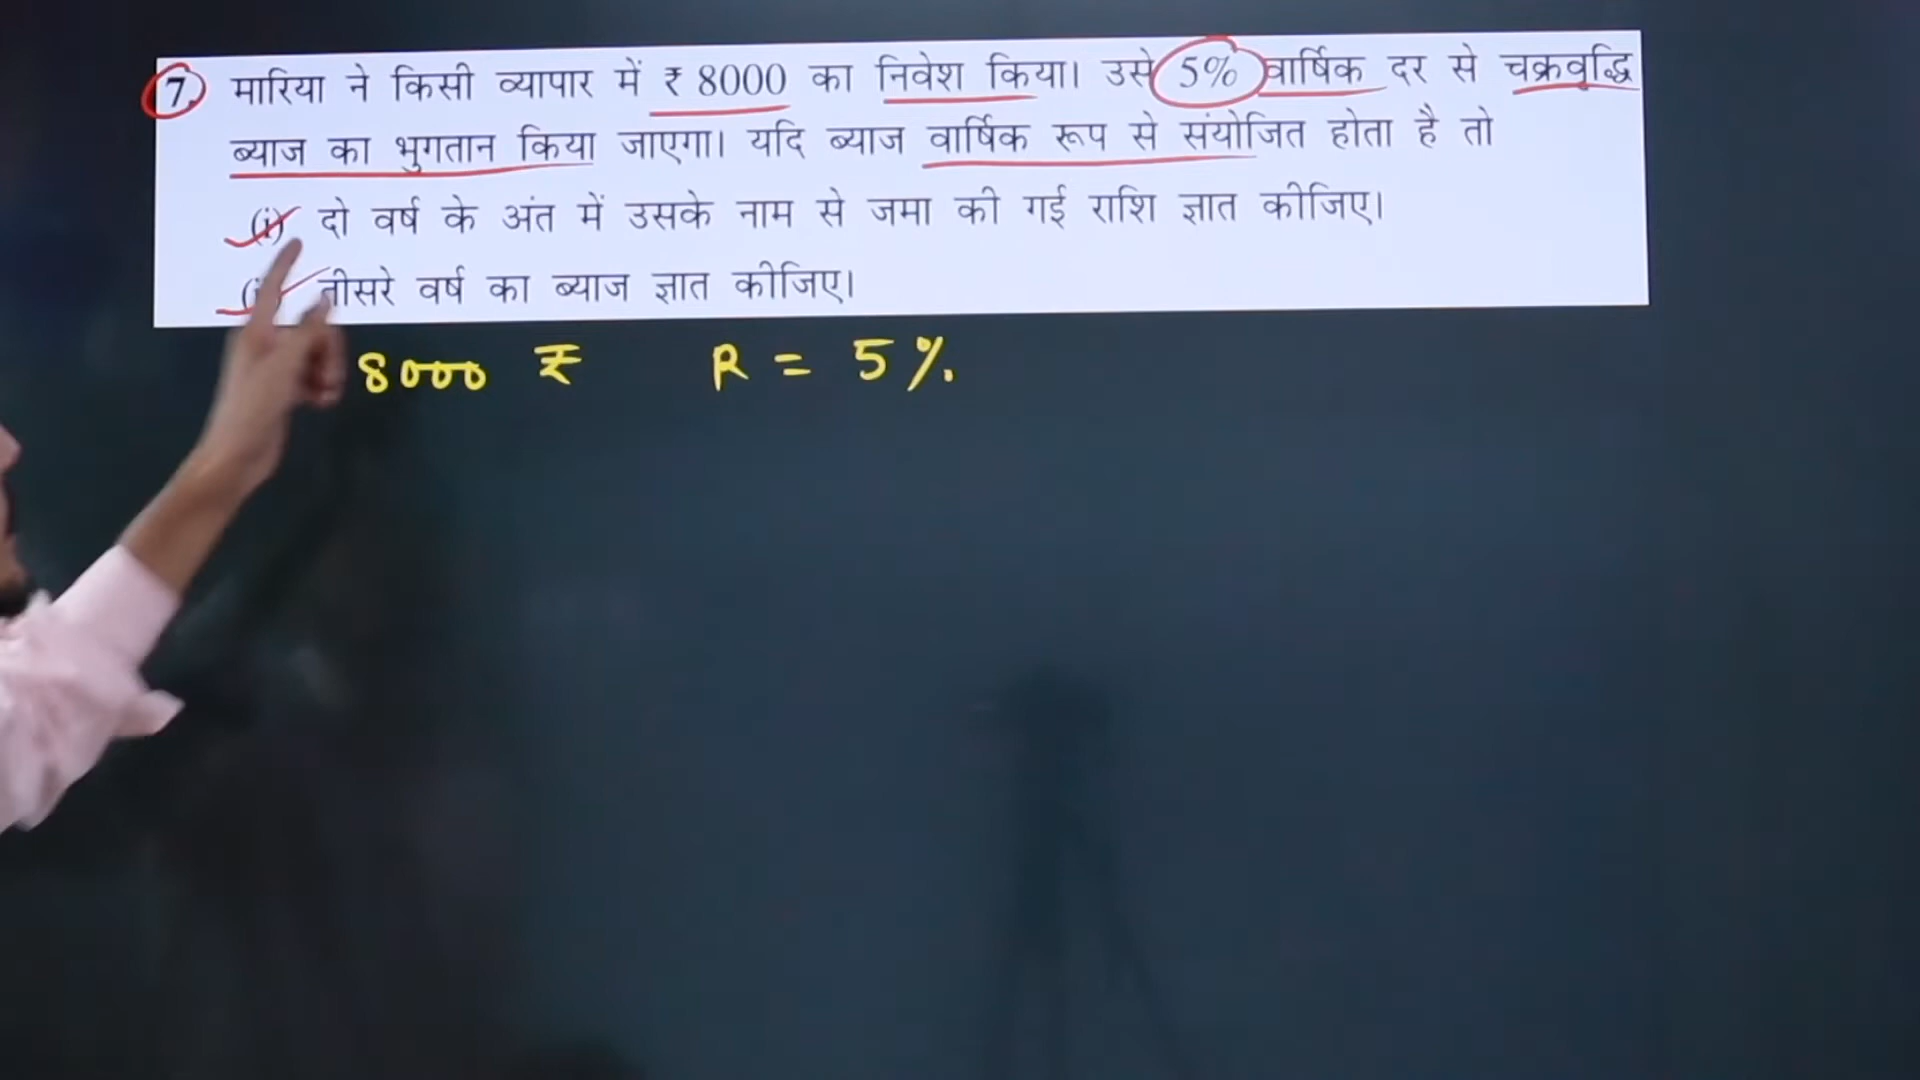 7 मारिया ने किसी व्यापार में ₹ 8000 का निवेश किया। उसे 5% वार्षिक दर से चक्रवृद्धि
ब्याज का भुगतान किया जाएगा। यदि ब्याज वार्षिक रूप से संयोजित होता है तो
(i) दो वर्ष के अंत में उसके नाम से जमा की गई राशि ज्ञात कीजिए।
तीसरे वर्ष का ब्याज ज्ञात कीजिए।
8000 ₹ R = 5%.